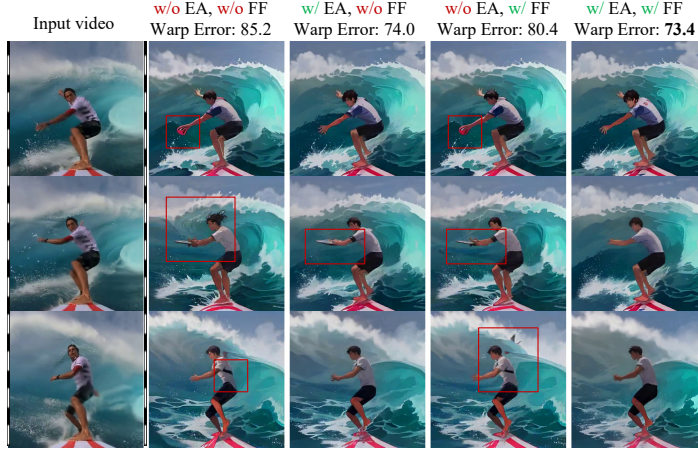 Input video
w/o EA, w/o FF
Warp Error: 85.2
w/ EA, w/o FF
Warp Error: 74.0
w/o EA, w/ FF
Warp Error: 80.4
w/ EA, w/ FF
Warp Error: 73.4